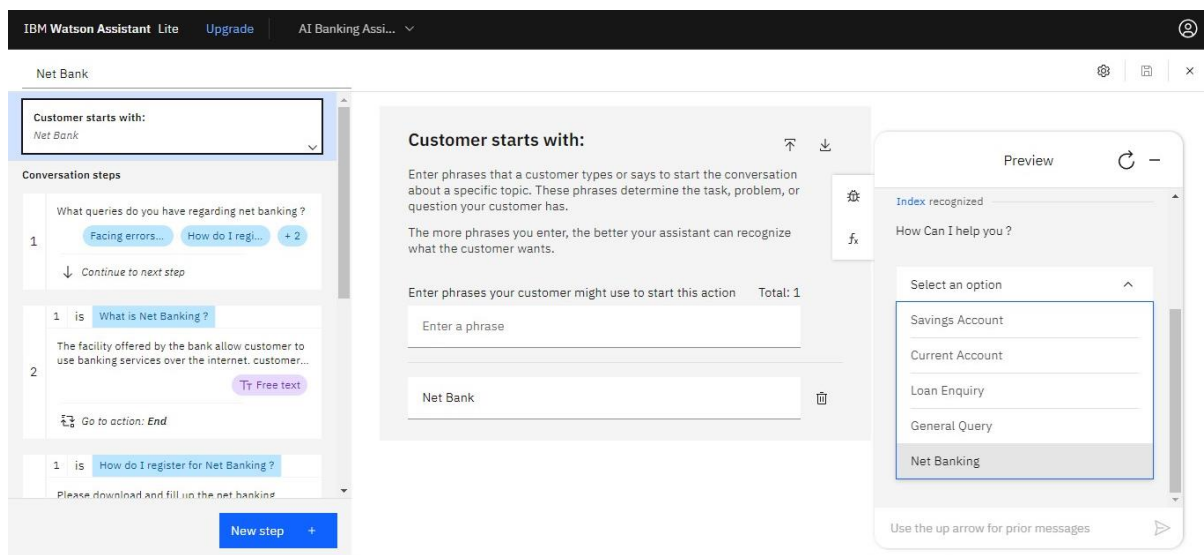 IBM Watson Assistant Lite Upgrade AI Banking Assi...
Net Bank
Customer starts with:
Net Bank
Conversation steps
1
What queries do you have regarding net banking ?
Facing errors... How do I regi... + 2
Continue to next step
2
1 is What is Net Banking ?
The facility offered by the bank allow customer to
use banking services over the internet. customer...
Free text
Go to action: End
1 is How do I register for Net Banking ?
Please download and fill up the net banking
New step +
Customer starts with:
Enter phrases that a customer types or says to start the conversation
about a specific topic. These phrases determine the task, problem, or
question your customer has.
The more phrases you enter, the better your assistant can recognize
what the customer wants.
Enter phrases your customer might use to start this action Total: 1
Enter a phrase
Net Bank
fx
Preview
Index recognized
How Can I help you ?
Select an option
Savings Account
Current Account
Loan Enquiry
General Query
Net Banking
Use the up arrow for prior messages